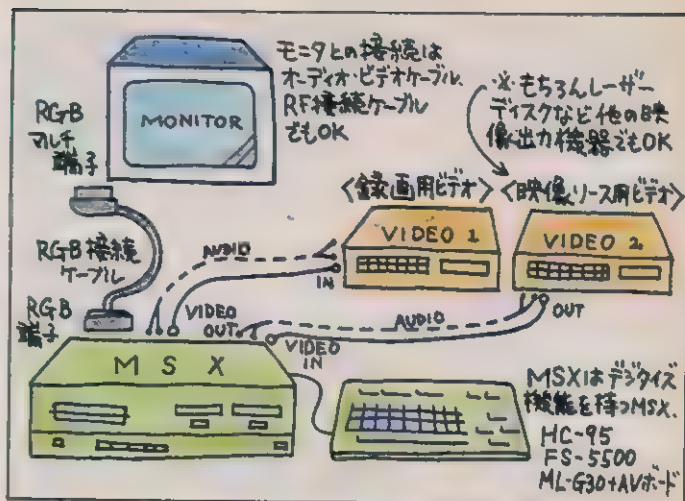 モニタとの接続は
オーディオ・ビデオケーブル、
RF接続ケーブル
でもOK
RGB
マルチ
端子
MONITOR
※もちろんレーザー
ディスクなど他の映
像出力機器でもOK
<録画用ビデオ>
<映像ソース用ビデオ>
RGB接続
ケーブル
AUDIO
VIDEO 1
IN
VIDEO 2
OUT
RGB
端子
VIDEO
OUT
AUDIO
VIDEO
IN
MSX
MSXはデジタイズ
機能を持つMSX.
HC-95
FS-5500
ML-G30+AVボード